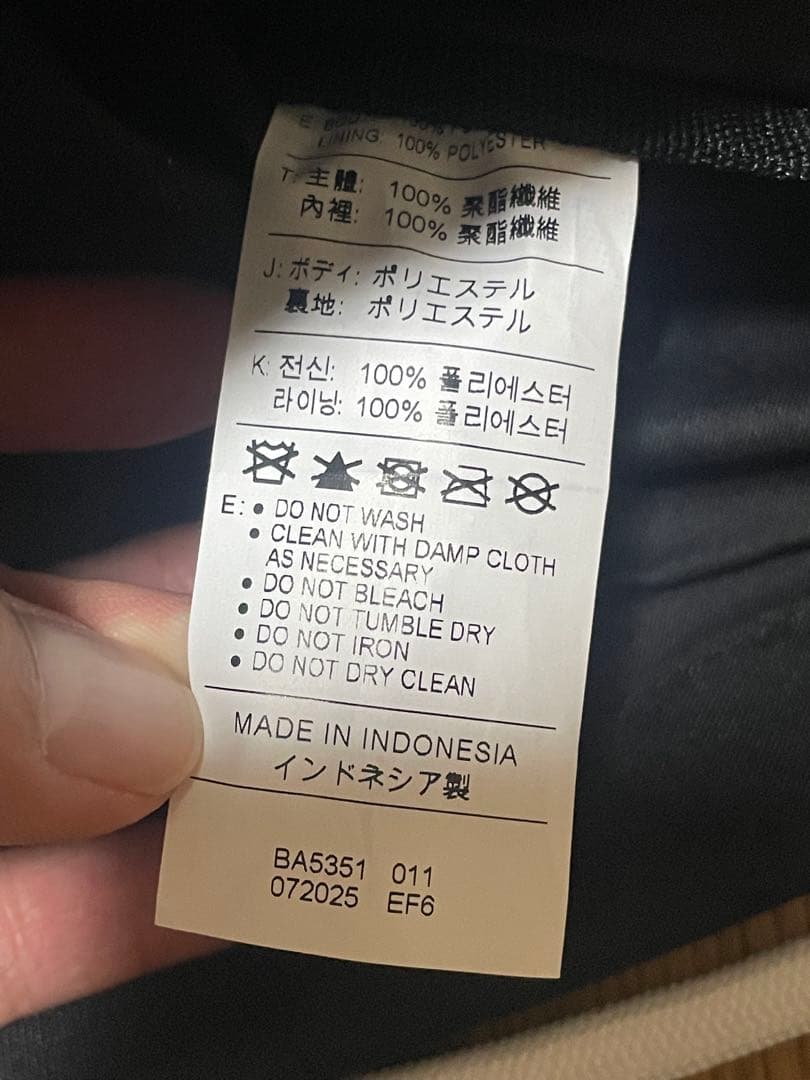 LINING: 100% POLYESTER
T: 主體: 100% 聚酯纖維
內裡: 100% 聚酯纖維
J: ボディ: ポリエステル
裏地: ポリエステル
K: 전신: 100% 폴리에스터
라이닝: 100% 폴리에스터
E: • DO NOT WASH
• CLEAN WITH DAMP CLOTH
AS NECESSARY
• DO NOT BLEACH
• DO NOT TUMBLE DRY
• DO NOT IRON
• DO NOT DRY CLEAN
MADE IN INDONESIA
インドネシア製
BA5351 011
072025 EF6